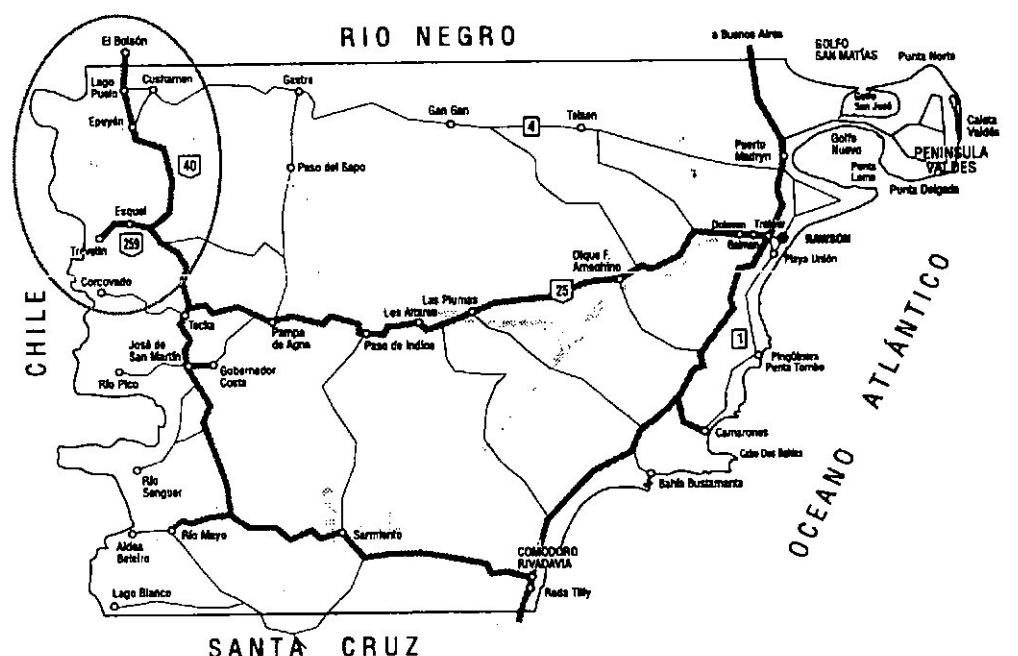 RIO NEGRO
a Buenos Aires
GOLFO
SAN MATÍAS
Punta Norte
El Bolsón
Lago
Puelo
Cushamen
Gastre
Epuyén
Gan Gan
4
Telsen
Golfo
San José
Caleta
Valdés
Golfo
Nuevo
PENINSULA
VALDES
Puerto
Madryn
Punta
Loma
Punta Delgada
40
Paso del Sapo
Esquel
259
Trevelin
Corcovado
Dolavon
Trelew
Gaiman
RAWSON
Playa Unión
Dique F.
Ameghino
25
Las Plumas
Los Altares
CHILE
Tecka
Pampa
de Agna
Paso de Indios
José de
San Martín
Gobernador
Costa
Río Pico
1
Pingüinera
Punta Tombo
OCEANO ATLÁNTICO
Camarones
Cabo Dos Bahías
Bahía Bustamante
Río
Senguer
Río Mayo
Sarmiento
Aldea
Beleiro
COMODORO
RIVADAVIA
Rada Tilly
Lago Blanco
SANTA CRUZ